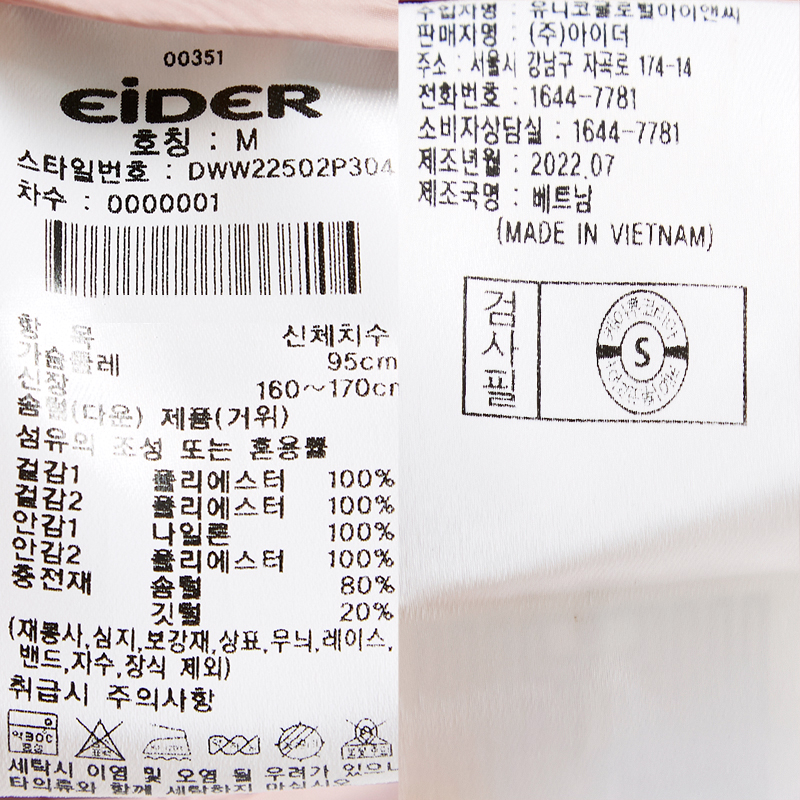 00351
EiDER
호칭 : M
스타일번호 : DWW22502P304
차수 : 0000001
항 목 신체치수
가슴둘레 95cm
신장 160~170cm
솜털(다운) 제품(거위)
섬유의 조성 또는 혼용률
겉감1 폴리에스터 100%
겉감2 폴리에스터 100%
안감1 나일론 100%
안감2 폴리에스터 100%
충전재 솜털 80%
깃털 20%
(재봉사,심지,보강재,상표,무늬,레이스,
밴드,자수,장식 제외)
취급시 주의사항
약30℃
중성
세탁시 이염 및 오염 될 우려가 있으니
타의류와 함께 세탁하지 마십시오
수입자명 : 유니코글로벌아이앤씨
판매자명 : (주)아이더
주소 : 서울시 강남구 자곡로 174-14
전화번호 : 1644-7781
소비자상담실 : 1644-7781
제조년월 : 2022.07
제조국명 : 베트남
(MADE IN VIETNAM)
검사필
S